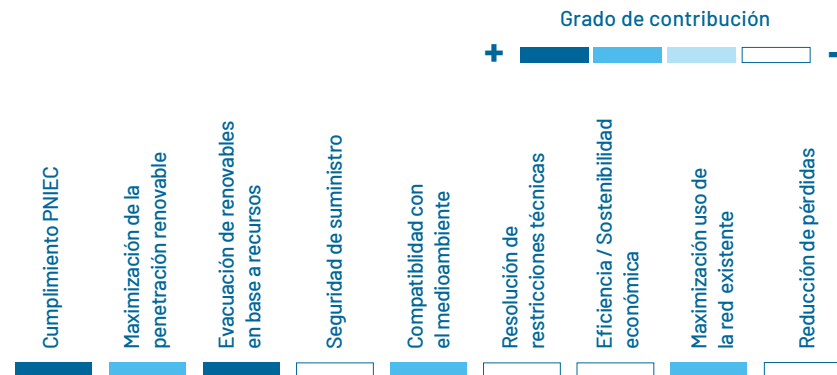 Grado de contribución
+ -
Cumplimiento PNIEC
Maximización de la
penetración renovable
Evacuación de renovables
en base a recursos
Seguridad de suministro
Compatiblidad con
el medioambiente
Resolución de
restricciones técnicas
Eficiencia / Sostenibilidad
económica
Maximización uso de
la red existente
Reducción de pérdidas